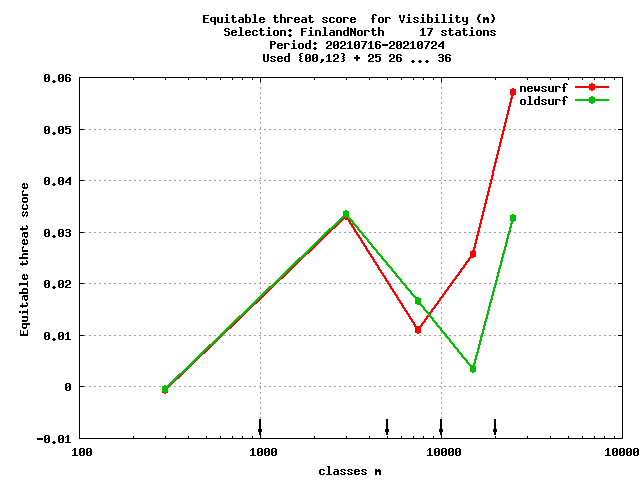 Equitable threat score  for Visibility (m)
Selection: FinlandNorth     17 stations
Period: 20210716-20210724
Used {00,12} + 25 26 ... 36
newsurf
oldsurf
0.06
0.05
0.04
0.03
0.02
0.01
0
-0.01
Equitable threat score
100
1000
10000
10000
classes m